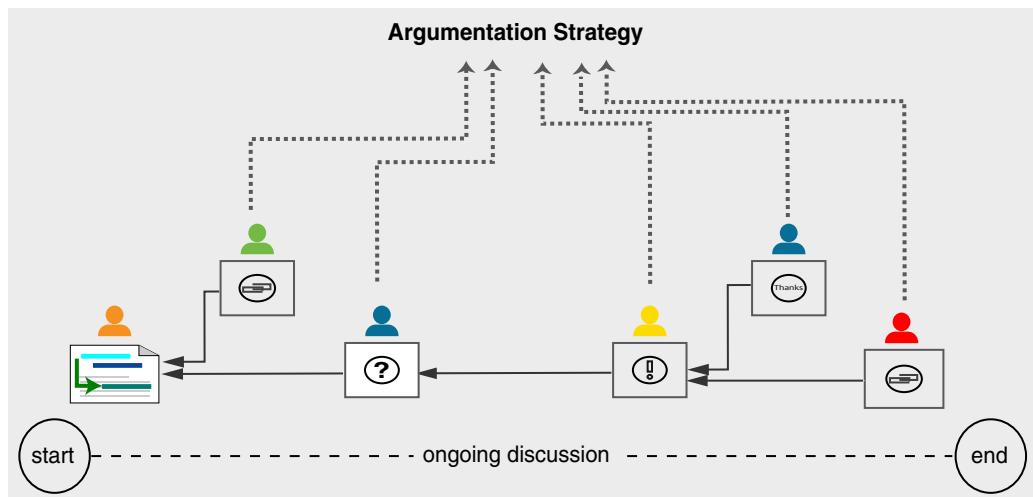 Argumentation Strategy
Thanks
?
!
start
ongoing discussion
end